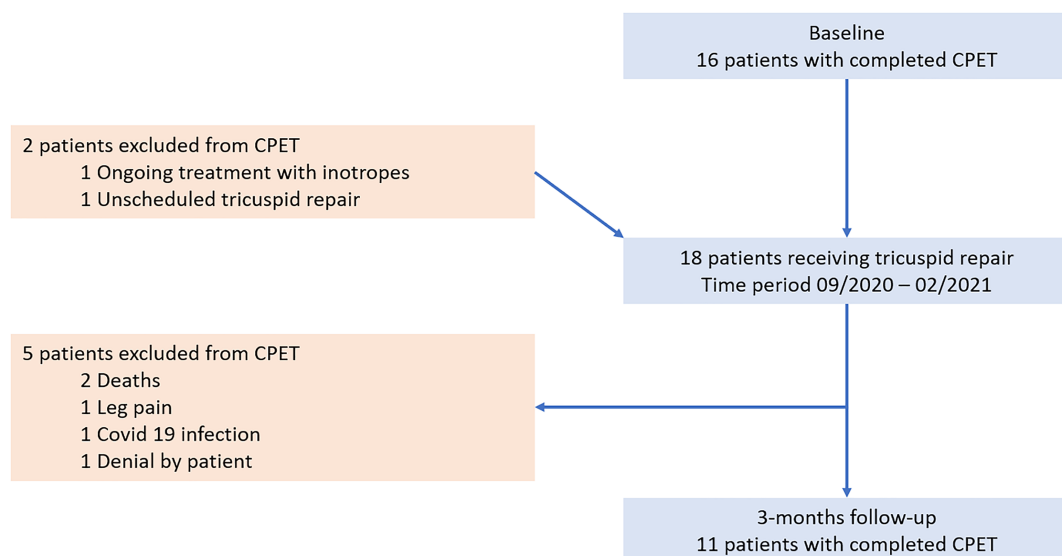 Baseline
16 patients with completed CPET
2 patients excluded from CPET
1 Ongoing treatment with inotropes
1 Unscheduled tricuspid repair
18 patients receiving tricuspid repair
Time period 09/2020 – 02/2021
5 patients excluded from CPET
2 Deaths
1 Leg pain
1 Covid 19 infection
1 Denial by patient
3-months follow-up
11 patients with completed CPET